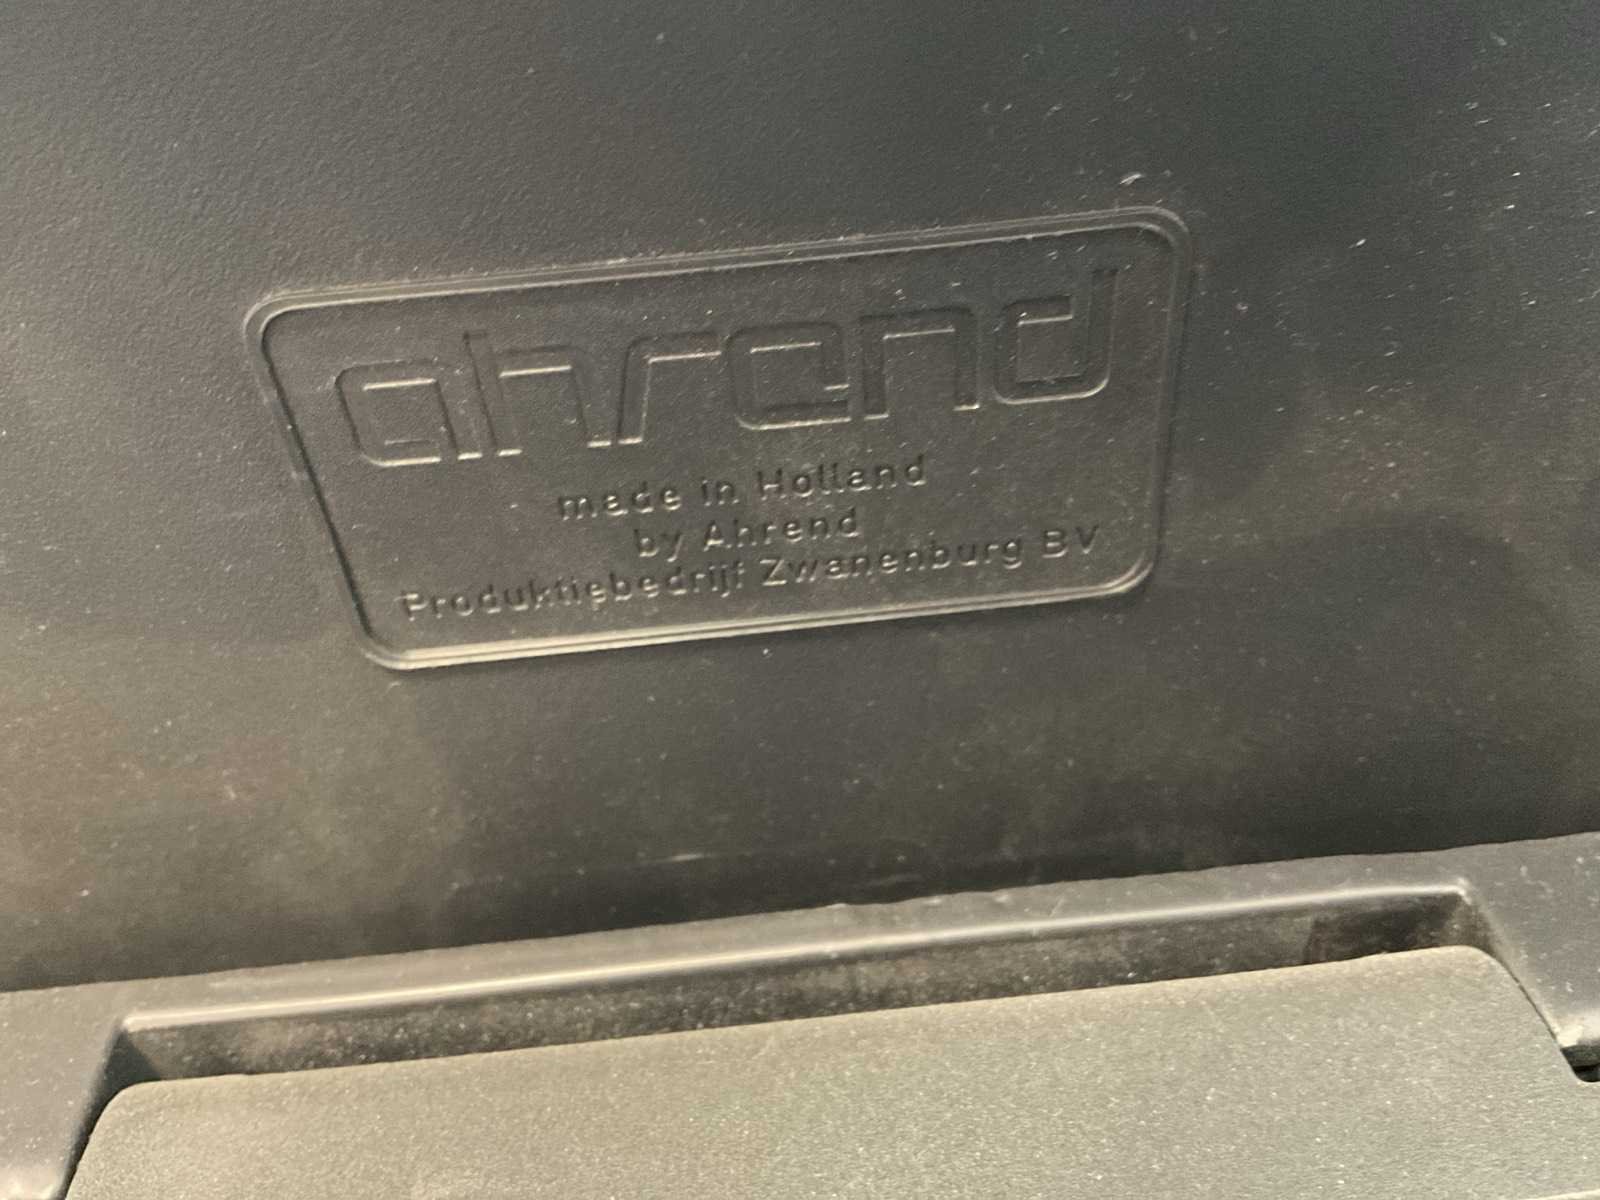 ahrend
made in Holland
by Ahrend
Produktiebedrijf Zwanenburg BV